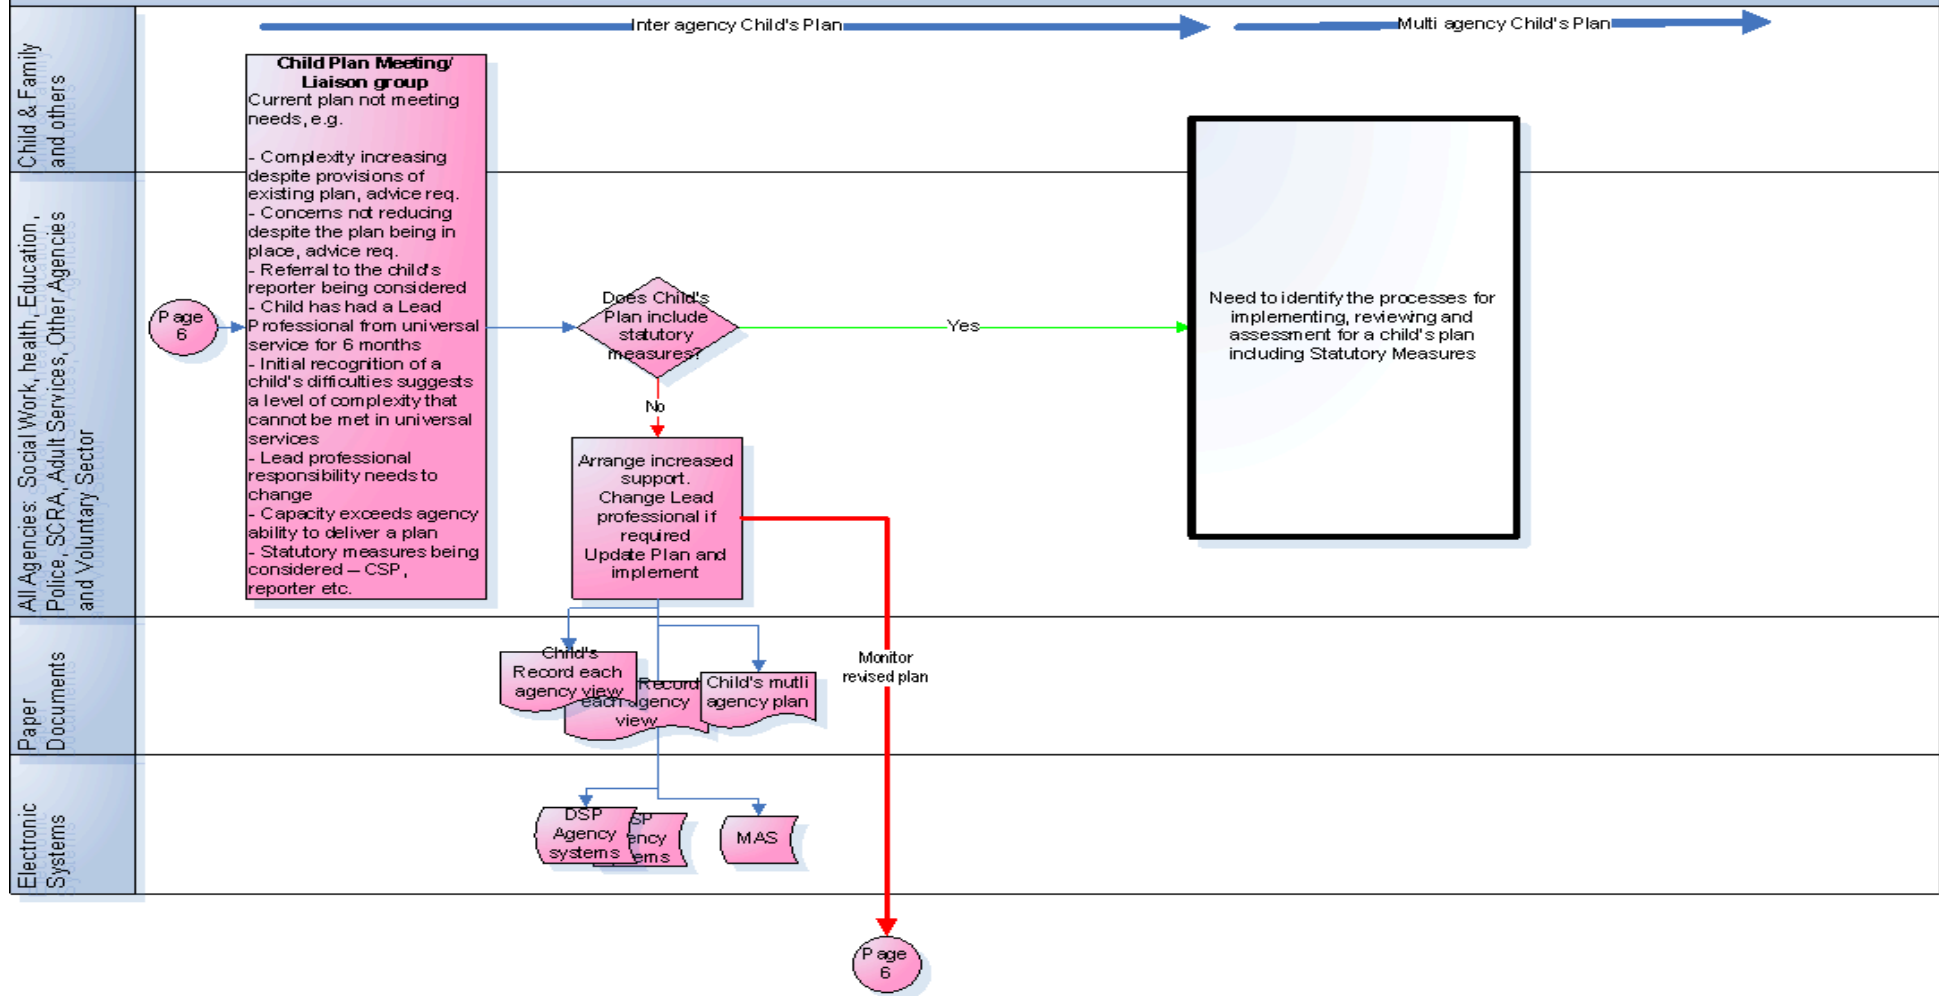 Inter agency Child's Plan
Multi agency Child's Plan
Child & Family
and others
Child Plan Meeting/
Liaison group
Current plan not meeting
needs, e.g.
- Complexity increasing
despite provisions of
existing plan, advice req.
- Concerns not reducing
despite the plan being in
place, advice req.
- Referral to the child's
reporter being considered
- Child has had a Lead
Professional from universal
service for 6 months
- Initial recognition of a
child's difficulties suggests
a level of complexity that
cannot be met in universal
services
- Lead professional
responsibility needs to
change
- Capacity exceeds agency
ability to deliver a plan
- Statutory measures being
considered – CSP,
reporter etc.
All Agencies: Social Work, health, Education,
Police, SCRA, Adult Services, Other Agencies
and Voluntary Sector
Page
6
Does Child's
Plan include
statutory
measures?
Yes
No
Need to identify the processes for
implementing, reviewing and
assessment for a child's plan
including Statutory Measures
Arrange increased
support.
Change Lead
professional if
required
Update Plan and
implement
Monitor
revised plan
Paper
Documents
Child's
Record each
agency view
Record
each agency
view
Child's mutli
agency plan
Electronic
Systems
DSP
Agency
systems
SP
ency
ems
MAS
Page
6